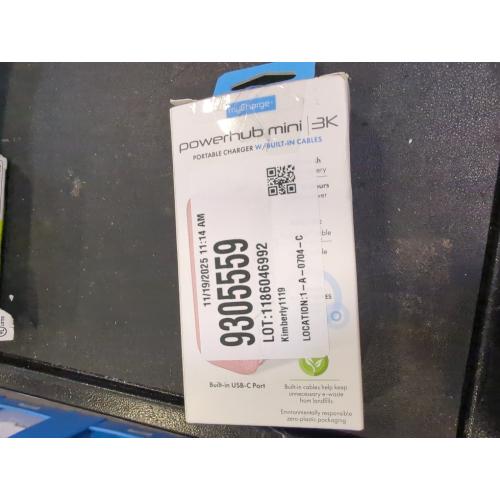 myCharge
powerhub mini | 3K
PORTABLE CHARGER W/BUILT-IN CABLES
11/19/2025 11:14 AM
9305559
LOT:1186046992
Kimberly1119
LOCATION:1-A-0704-C
Built-in USB-C Port
Built-in cables help keep
unnecessary e-waste
from landfills
Environmentally responsible
zero-plastic packaging